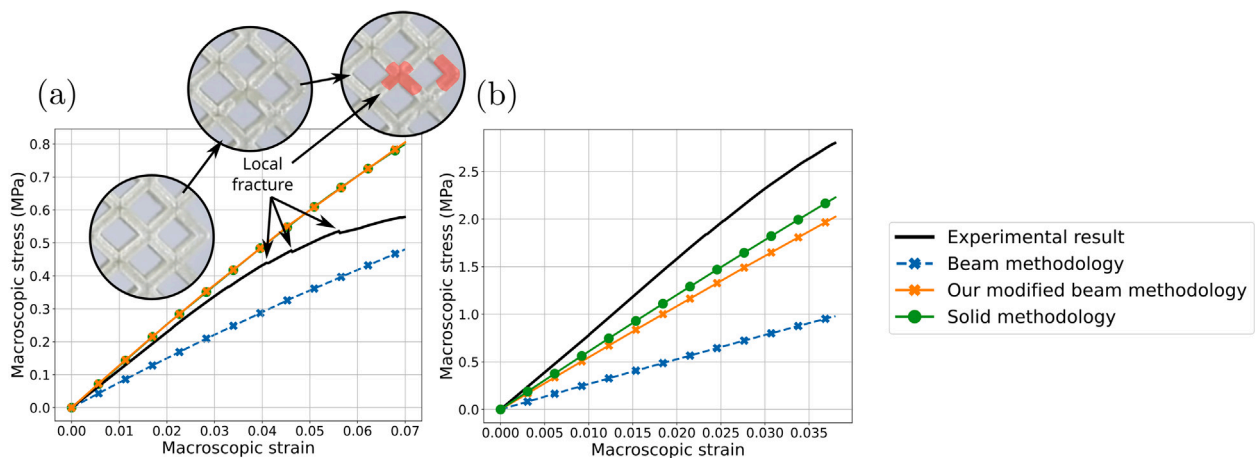 (a)
Local
fracture
Macroscopic stress (MPa)
0.8
0.7
0.6
0.5
0.4
0.3
0.2
0.1
0.0
0.00 0.01 0.02 0.03 0.04 0.05 0.06 0.07
Macroscopic strain
(b)
Macroscopic stress (MPa)
2.5
2.0
1.5
1.0
0.5
0.0
0.000 0.005 0.010 0.015 0.020 0.025 0.030 0.035
Macroscopic strain
Experimental result
Beam methodology
Our modified beam methodology
Solid methodology